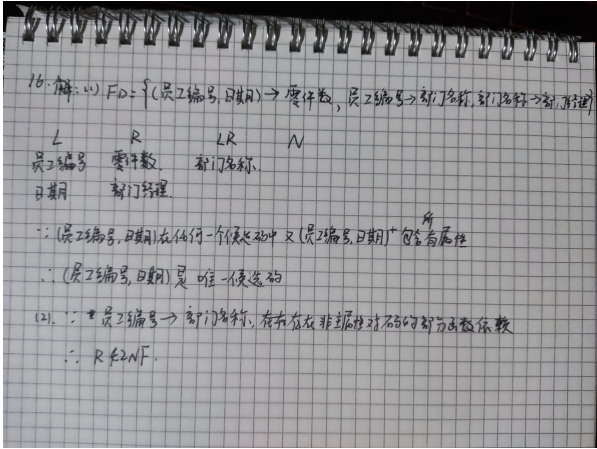 16.解:(1) FD={(员工编号,日期)→零件数,员工编号→部门名称,部门名称→部门经理}
L R LR N
员工编号 零件数. 部门名称.
日期 部门经理.
∵(员工编号,日期)在任何一个候选码中 又(员工编号,日期)⁺包含所有属性
∴(员工编号,日期)是唯一候选码
(2). ∵ 员工编号→部门名称, 存在非主属性对码的部分函数依赖
∴ R∉2NF.